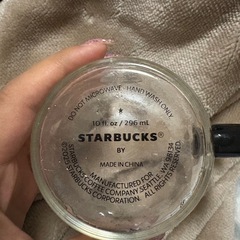 DO NOT MICROWAVE · HAND WASH ONLY
10 fl. oz / 296 mL
STARBUCKS®
BY
MADE IN CHINA
MANUFACTURED FOR
STARBUCKS COFFEE COMPANY SEATTLE, WA 98134
STARBUCKS CORPORATION. ALL RIGHTS RESERVED.